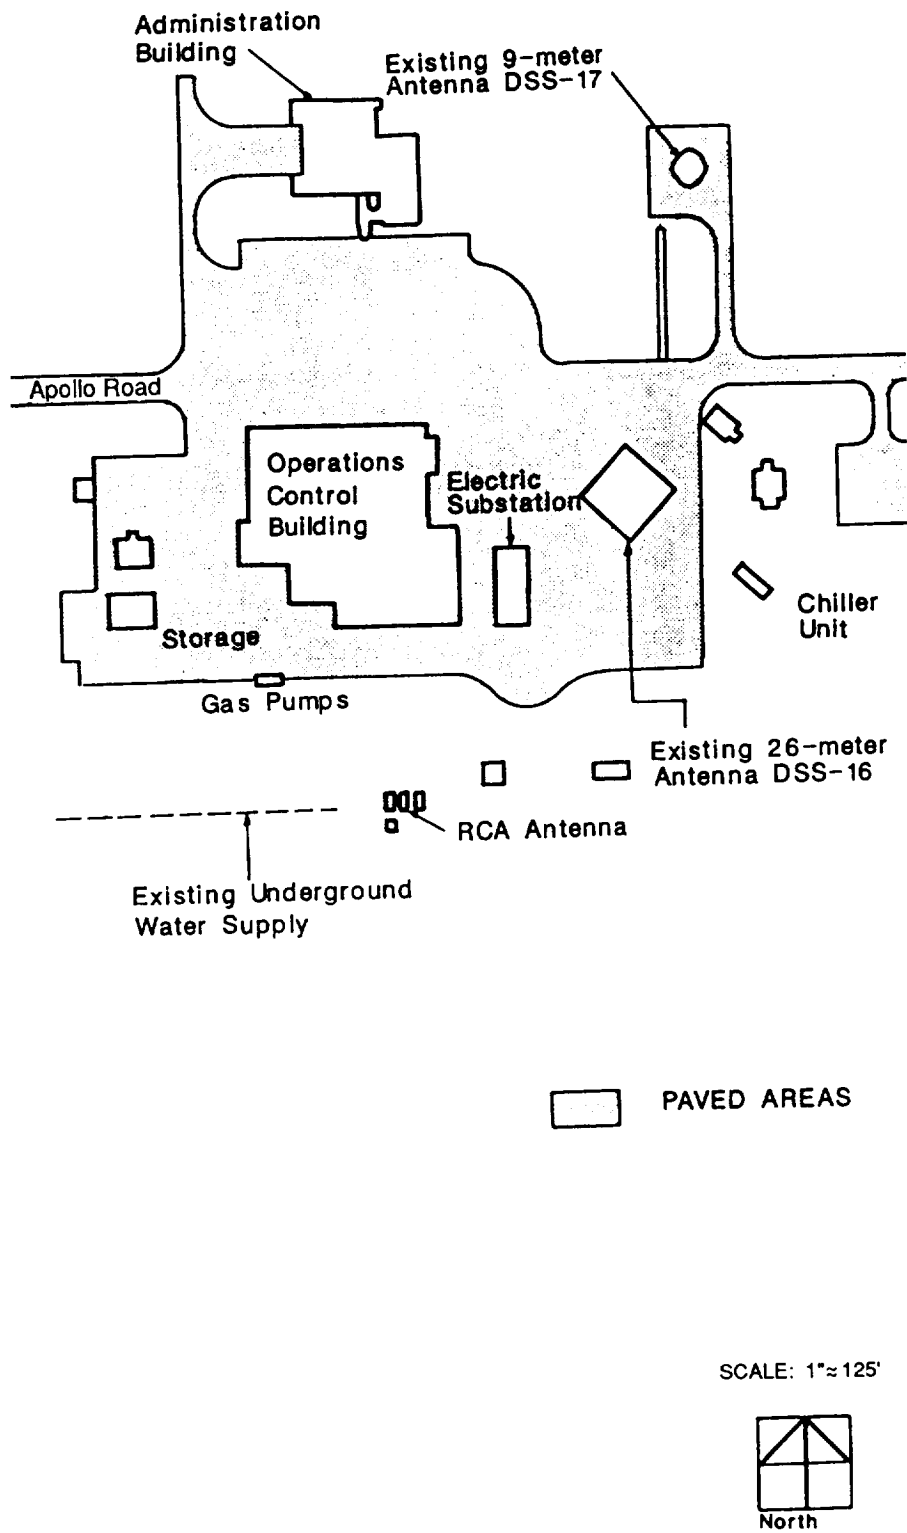 Administration
Building
Existing 9-meter
Antenna DSS-17
Apollo Road
Operations
Control
Building
Electric
Substation
Storage
Chiller
Unit
Gas Pumps
Existing 26-meter
Antenna DSS-16
RCA Antenna
Existing Underground
Water Supply
PAVED AREAS
SCALE: 1"≈125'
North